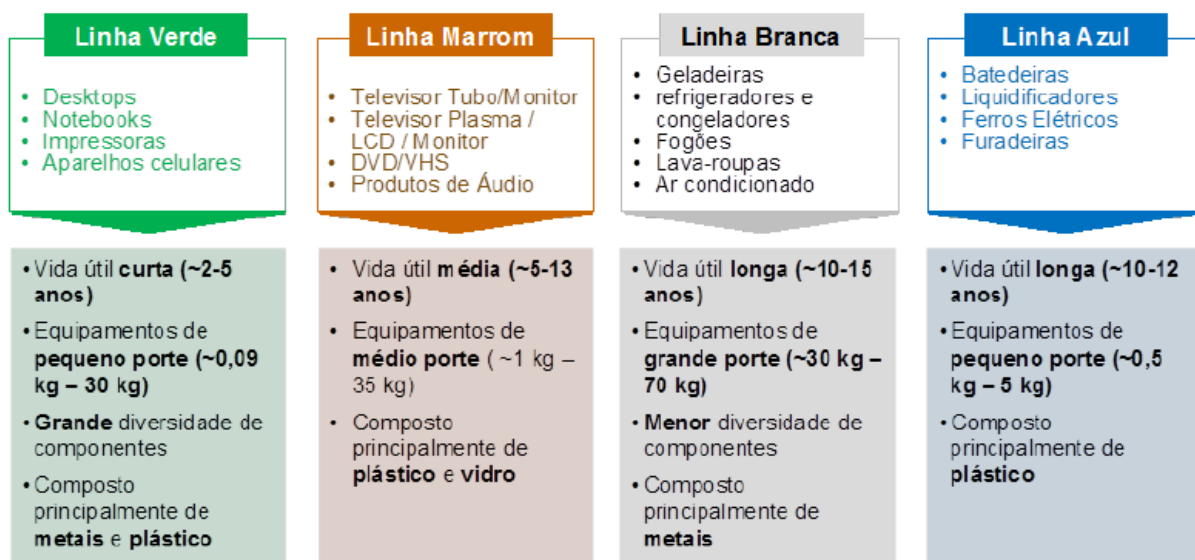 Linha Verde
• Desktops
• Notebooks
• Impressoras
• Aparelhos celulares
• Vida útil curta (~2-5
anos)
• Equipamentos de
pequeno porte (~0,09
kg – 30 kg)
• Grande diversidade de
componentes
• Composto
principalmente de
metais e plástico
Linha Marrom
• Televisor Tubo/Monitor
• Televisor Plasma /
LCD / Monitor
• DVD/VHS
• Produtos de Áudio
• Vida útil média (~5-13
anos)
• Equipamentos de
médio porte ( ~1 kg –
35 kg)
• Composto
principalmente de
plástico e vidro
Linha Branca
• Geladeiras
• refrigeradores e
congeladores
• Fogões
• Lava-roupas
• Ar condicionado
• Vida útil longa (~10-15
anos)
• Equipamentos de
grande porte (~30 kg –
70 kg)
• Menor diversidade de
componentes
• Composto
principalmente de
metais
Linha Azul
• Batedeiras
• Liquidificadores
• Ferros Elétricos
• Furadeiras
• Vida útil longa (~10-12
anos)
• Equipamentos de
pequeno porte (~0,5
kg – 5 kg)
• Composto
principalmente de
plástico